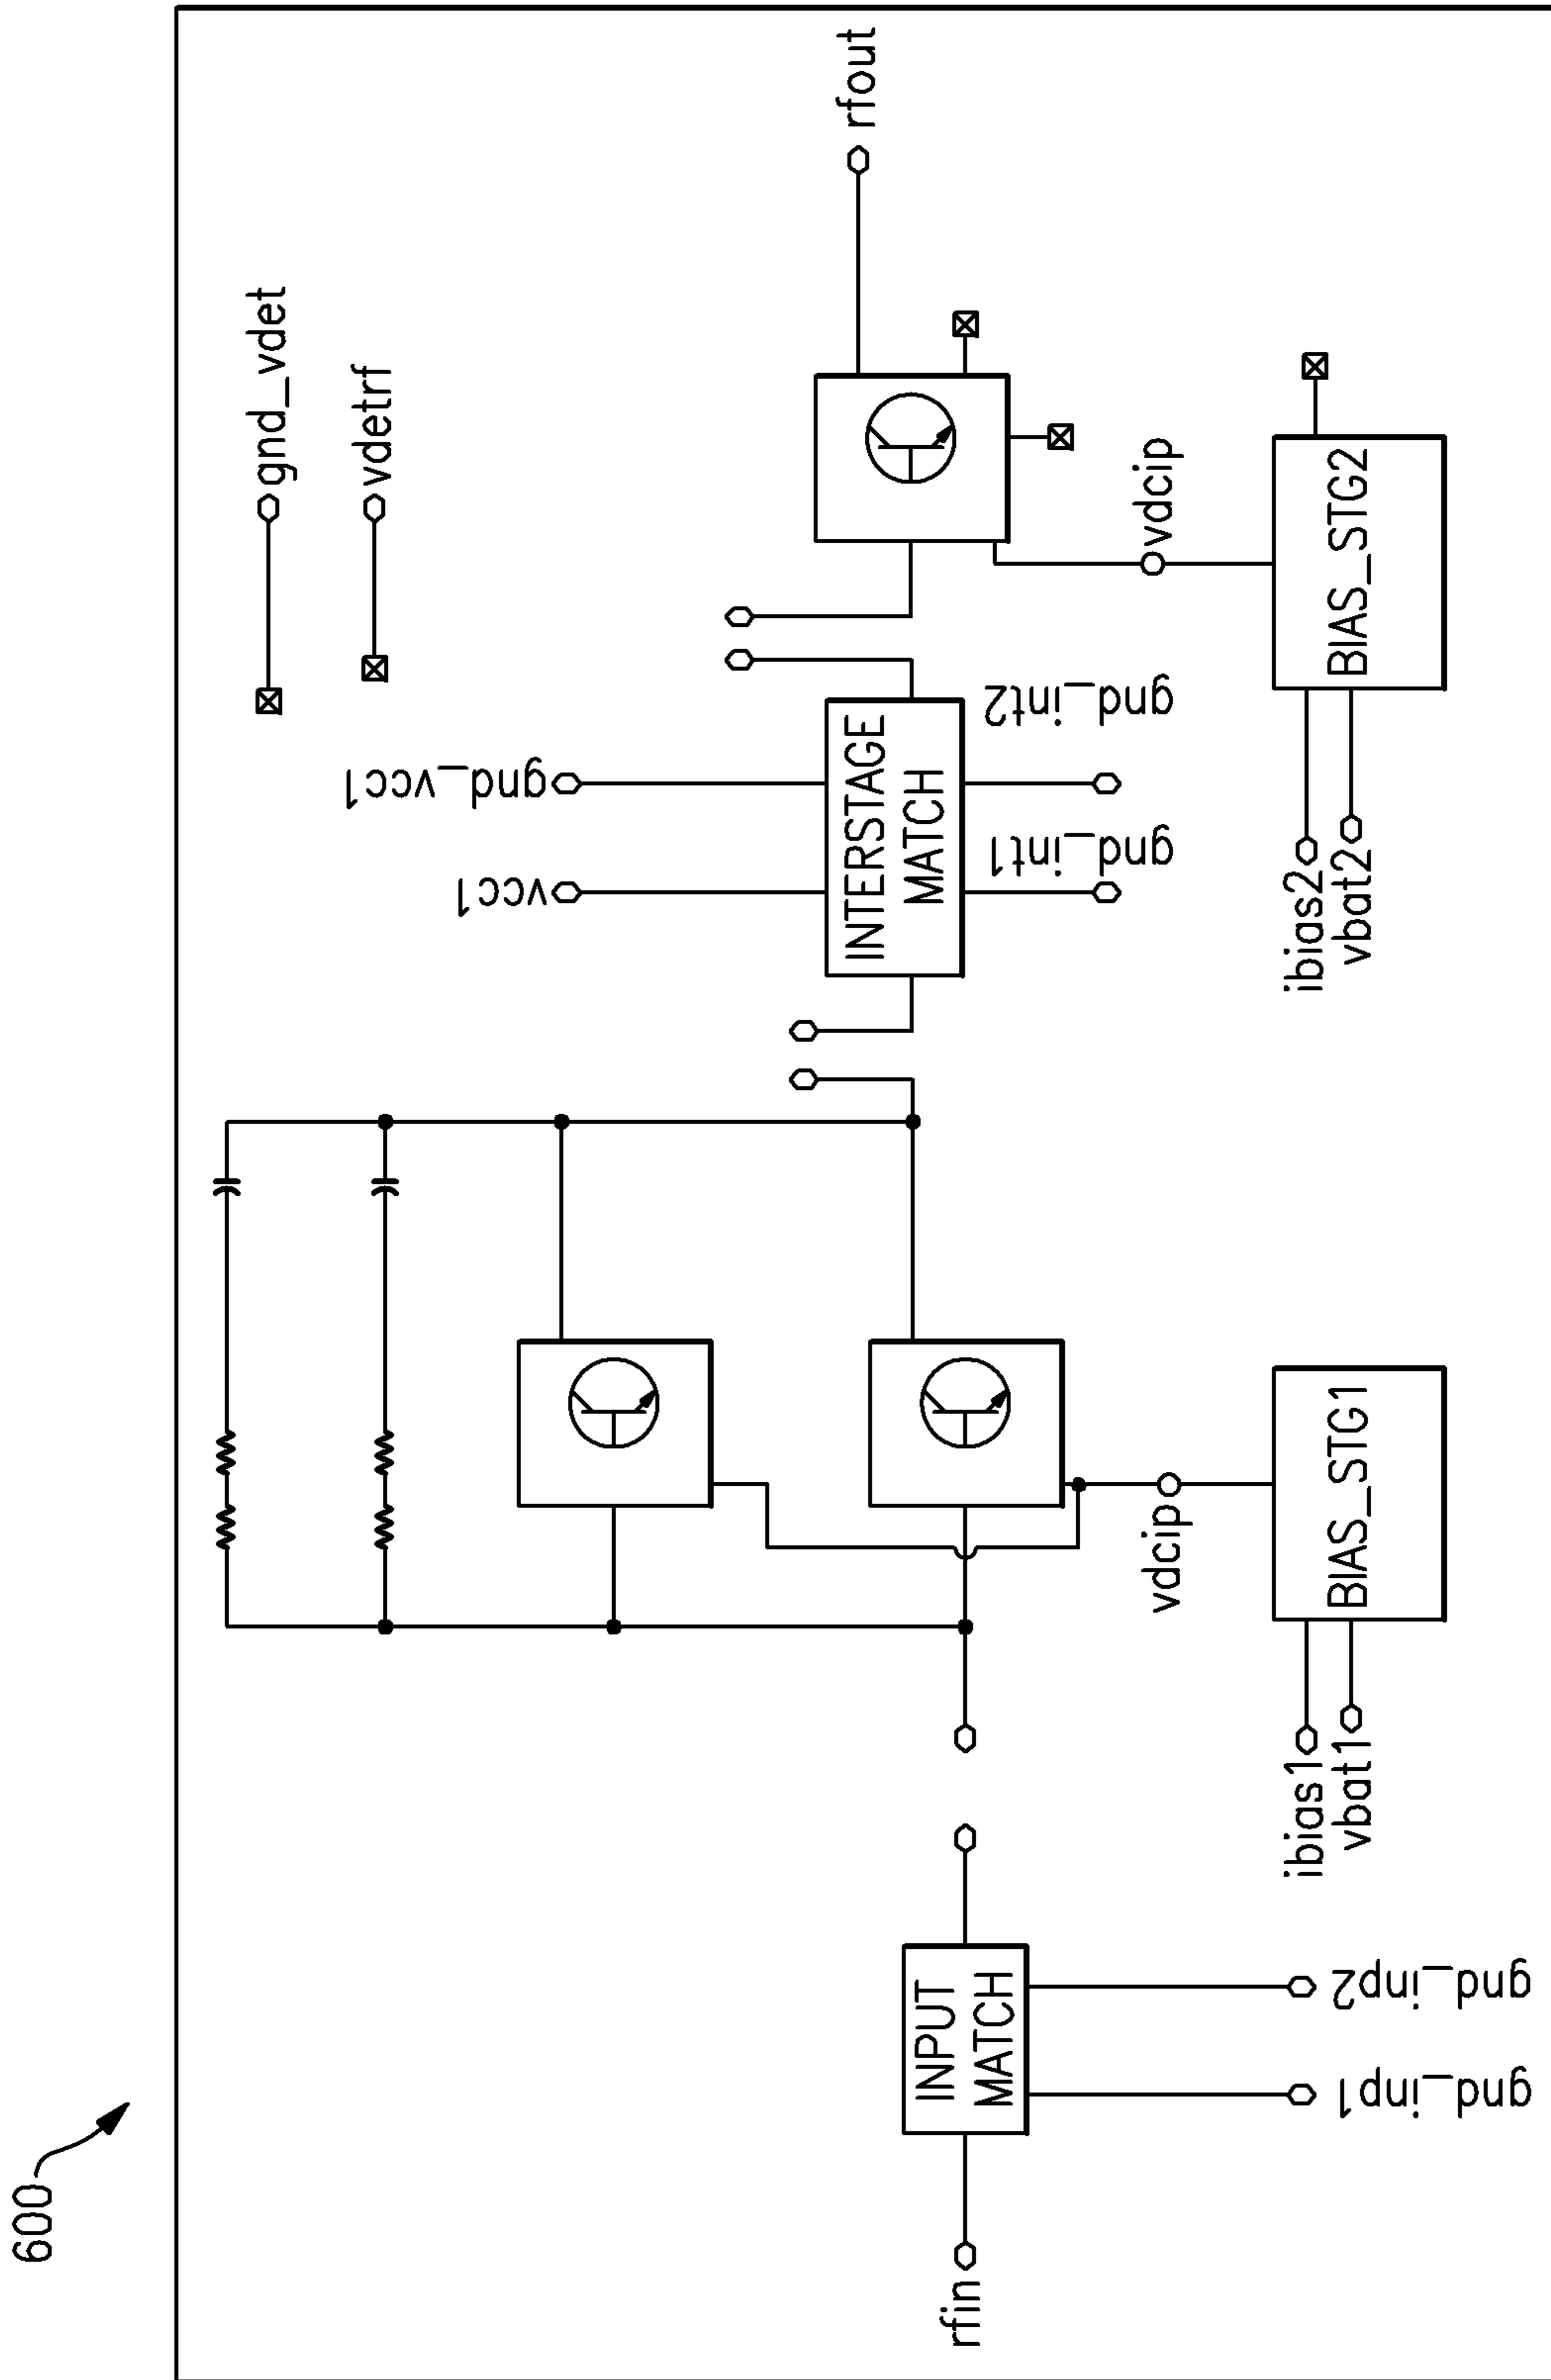 600
gnd_vdet
vdetrf
rfout
gnd_vcc1
vcc1
INTERSTAGE
MATCH
gnd_int1
gnd_int2
vdcip
ibias2
vbat2
BIAS_STG2
rfin
INPUT
MATCH
gnd_inp1
gnd_inp2
vdcip
ibias1
vbat1
BIAS_STG1